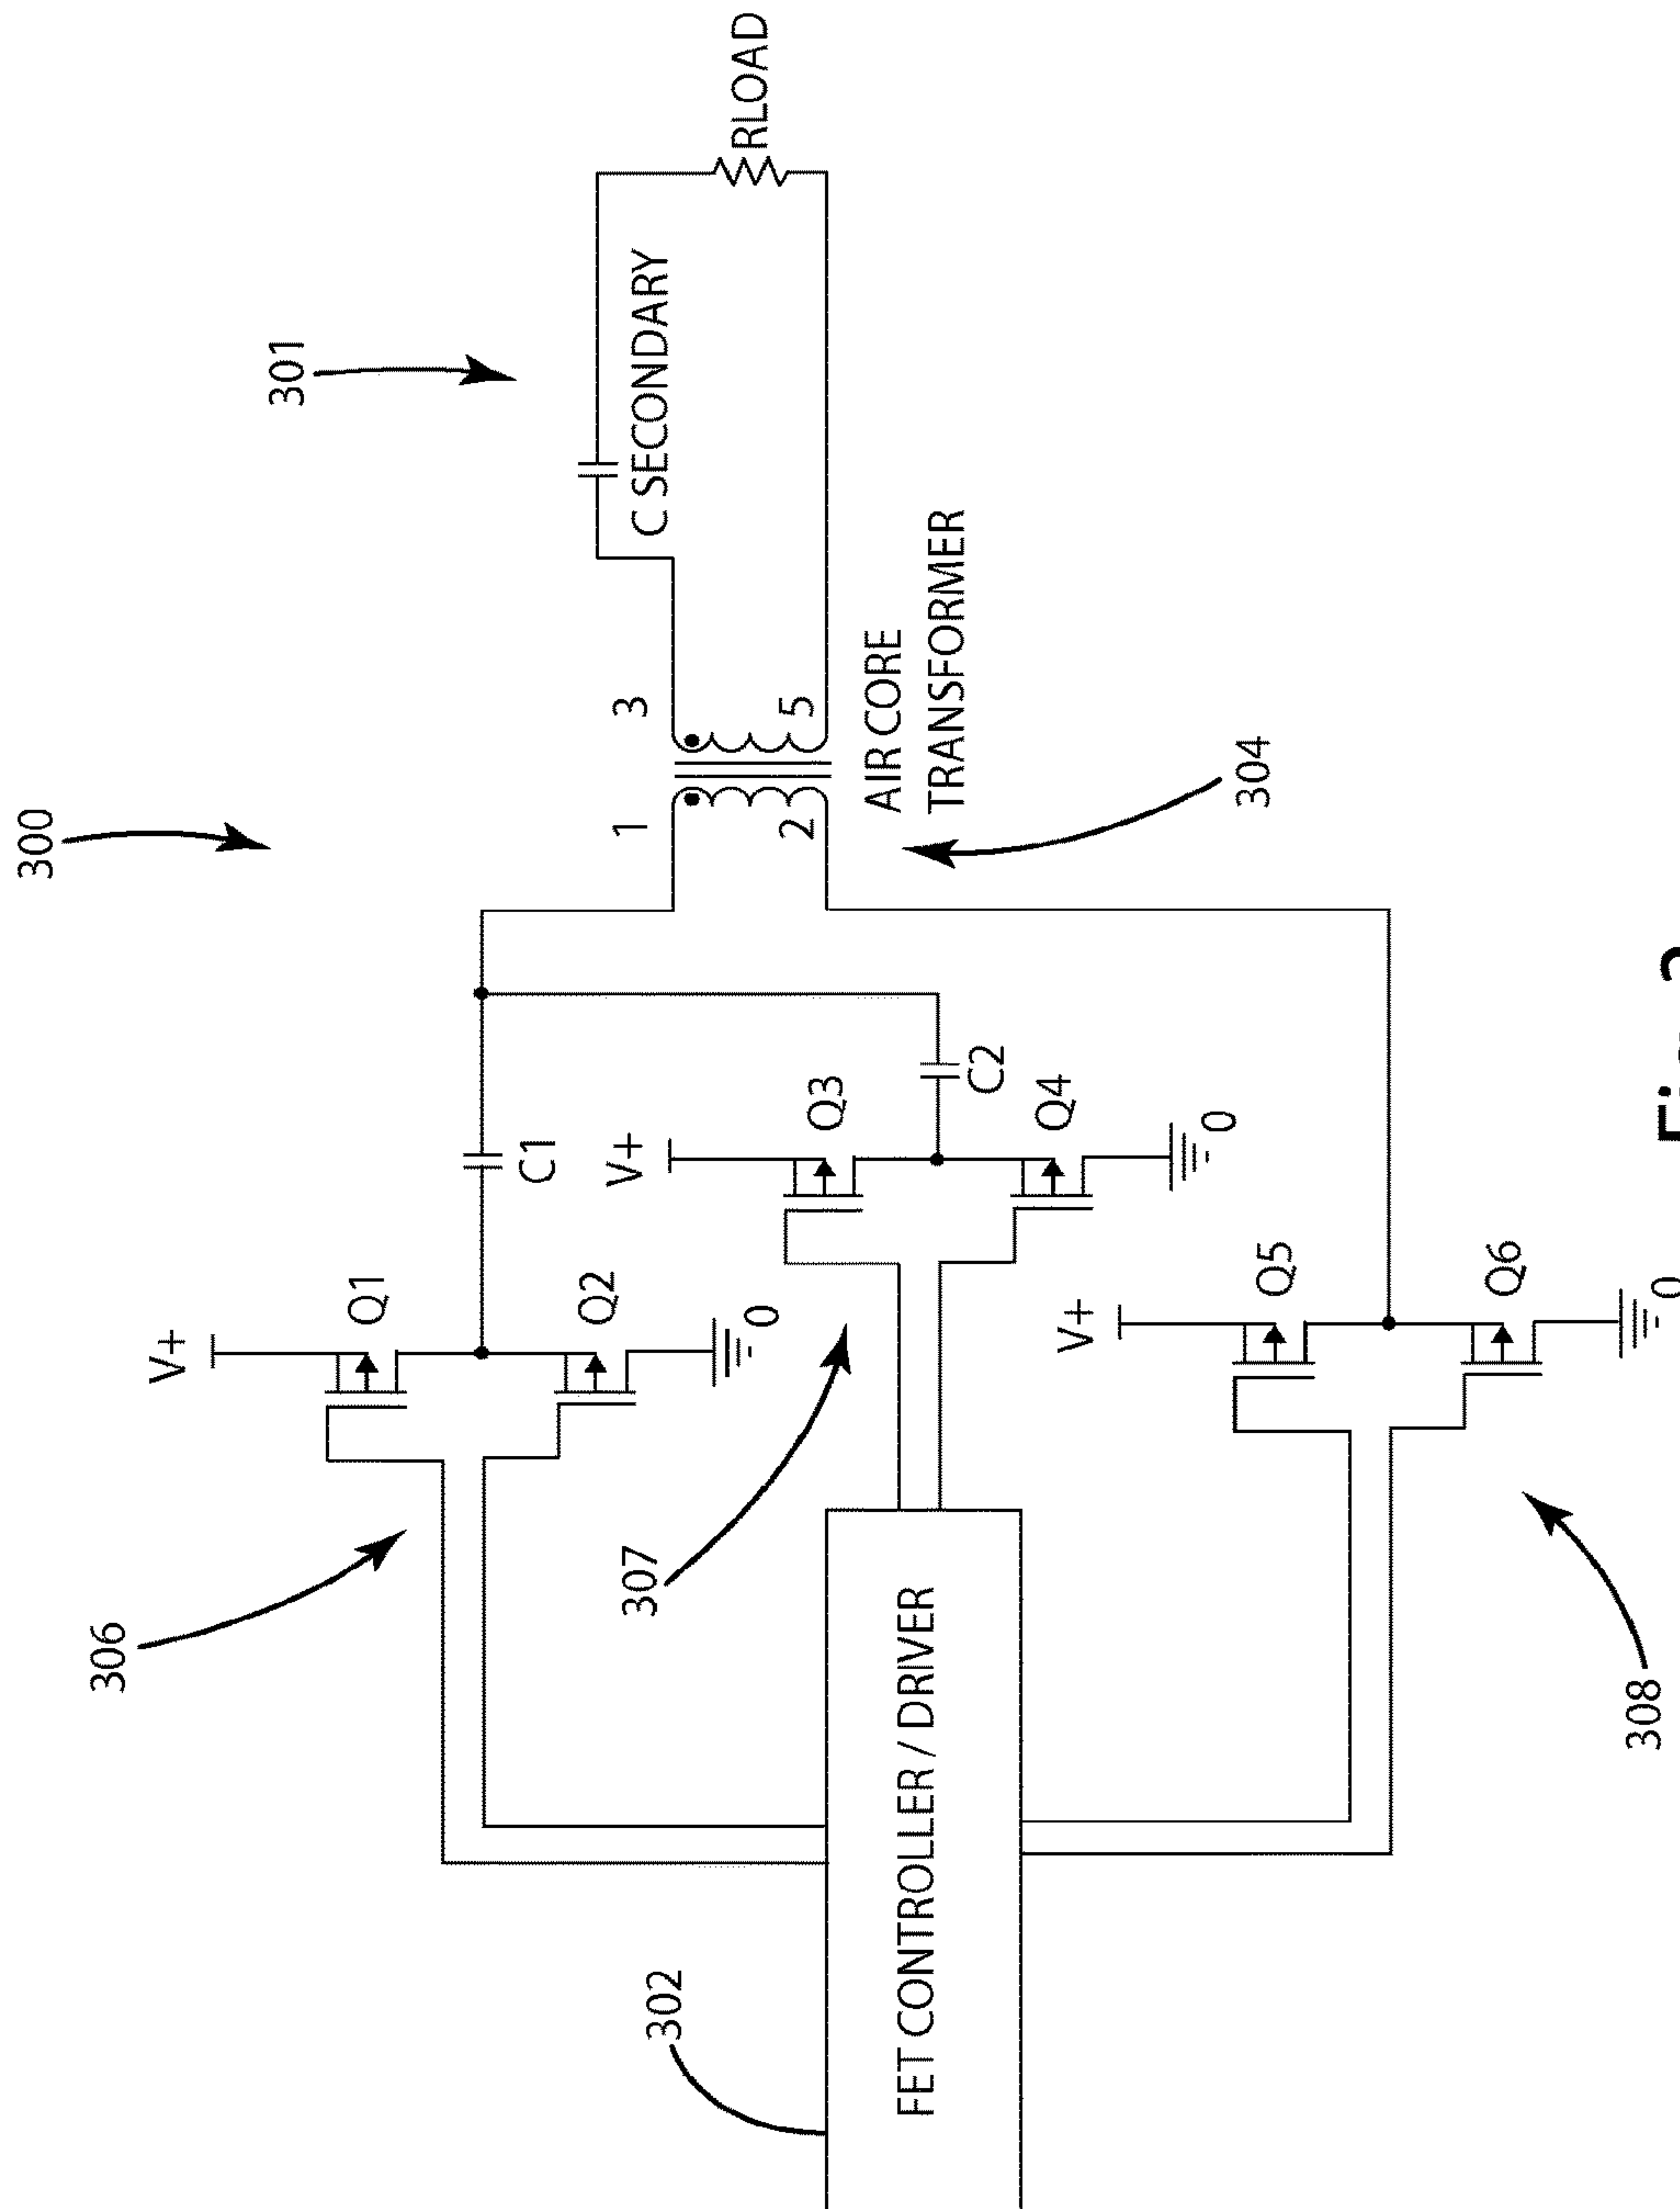 300
301
C SECONDARY
RLOAD
3
5
1
2
AIR CORE
TRANSFORMER
304
C1
C2
V+
Q1
Q2
0
V+
Q3
Q4
0
V+
Q5
Q6
0
306
307
308
302
FET CONTROLLER / DRIVER
Fig.